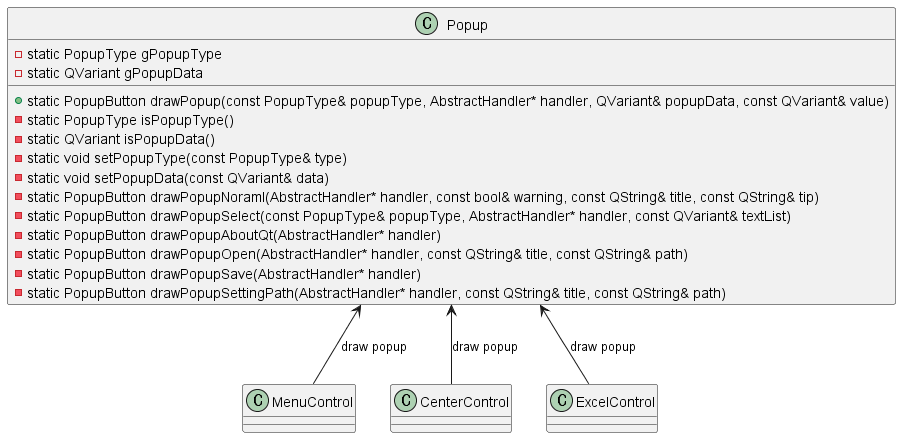 C Popup
static PopupType gPopupType
static QVariant gPopupData
static PopupButton drawPopup(const PopupType& popupType, AbstractHandler* handler, QVariant& popupData, const QVariant& value)
static PopupType isPopupType()
static QVariant isPopupData()
static void setPopupType(const PopupType& type)
static void setPopupData(const QVariant& data)
static PopupButton drawPopupNoraml(AbstractHandler* handler, const bool& warning, const QString& title, const QString& tip)
static PopupButton drawPopupSelect(const PopupType& popupType, AbstractHandler* handler, const QVariant& textList)
static PopupButton drawPopupAboutQt(AbstractHandler* handler)
static PopupButton drawPopupOpen(AbstractHandler* handler, const QString& title, const QString& path)
static PopupButton drawPopupSave(AbstractHandler* handler)
static PopupButton drawPopupSettingPath(AbstractHandler* handler, const QString& title, const QString& path)
draw popup
draw popup
draw popup
C MenuControl
C CenterControl
C ExcelControl